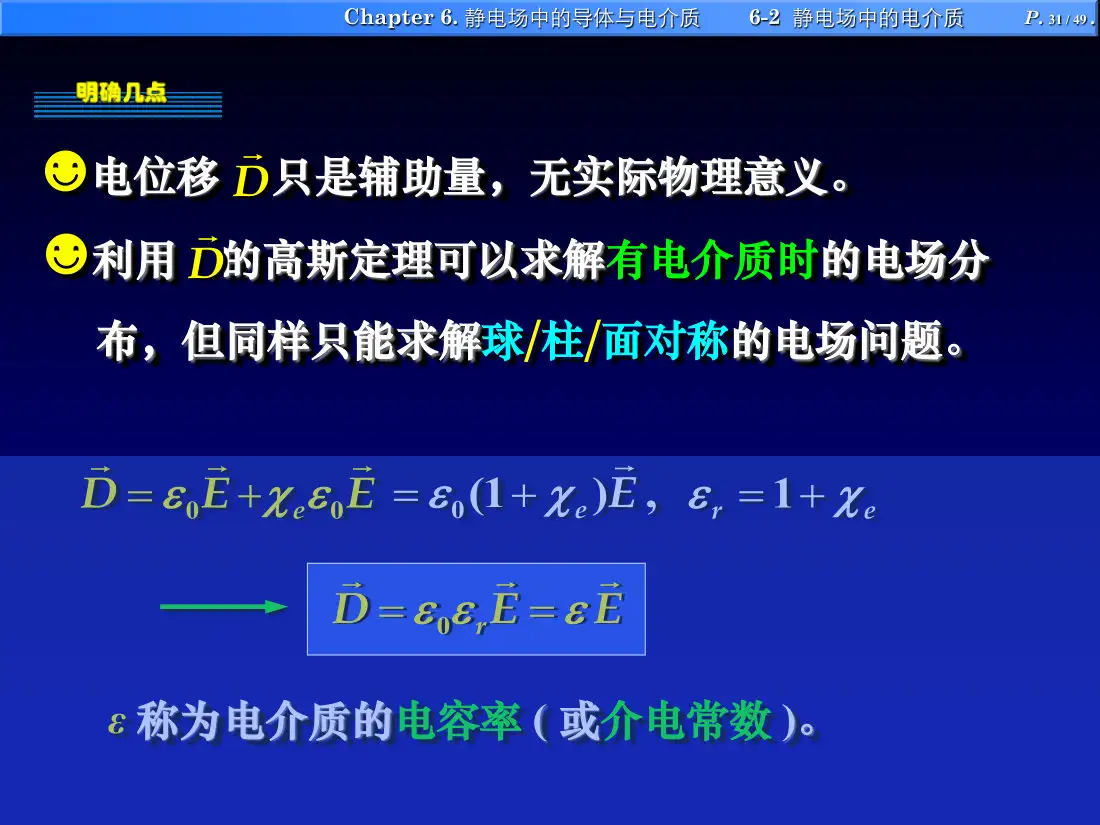 Chapter 6. 静电场中的导体与电介质 6-2 静电场中的电介质 P. 31 / 49 .
明确几点
电位移 D⃗ 只是辅助量，无实际物理意义。
利用 D⃗ 的高斯定理可以求解有电介质时的电场分
布，但同样只能求解球/柱/面对称的电场问题。
D⃗ = ε₀E⃗ + χₑε₀E⃗ = ε₀(1 + χₑ)E⃗ , εᵣ = 1 + χₑ
D⃗ = ε₀εᵣE⃗ = εE⃗
ε 称为电介质的电容率 ( 或介电常数 )。